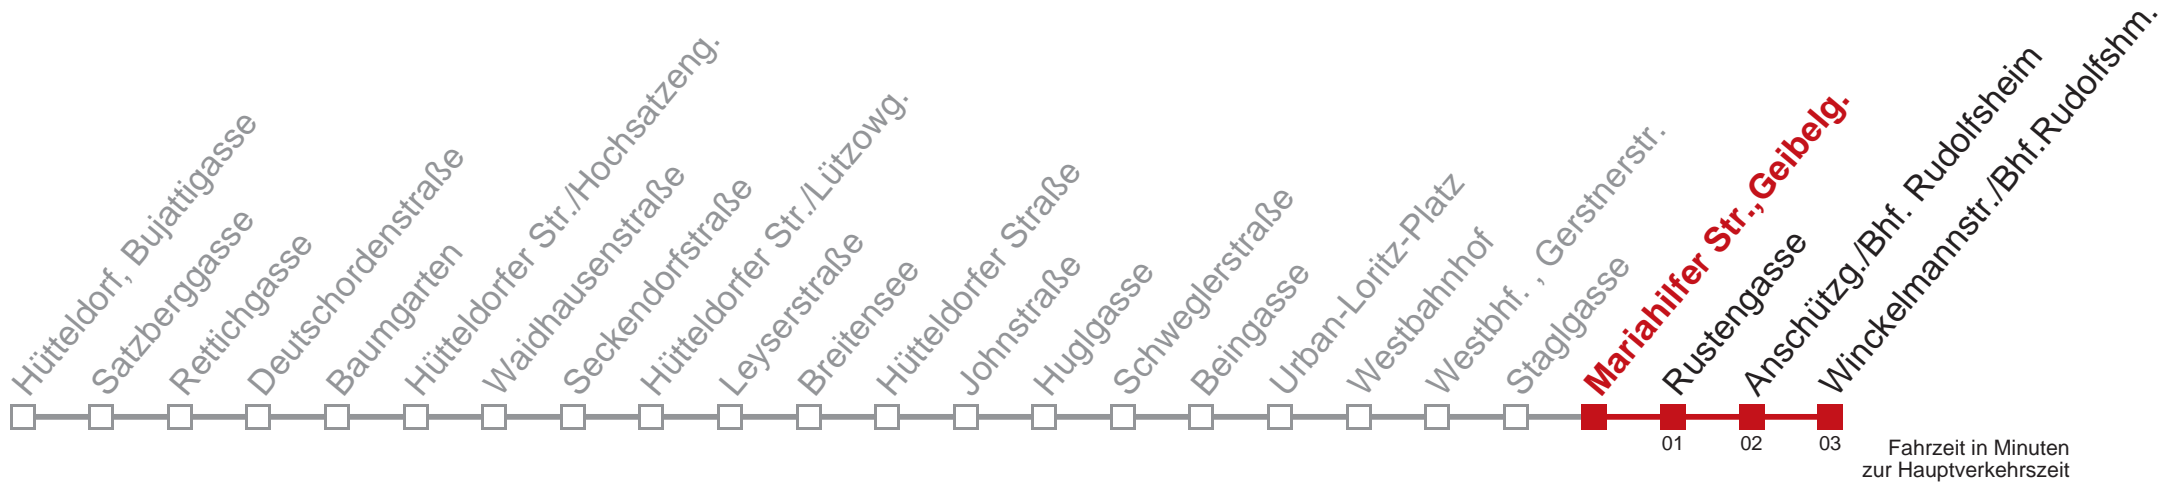 Hütteldorf, Bujattigasse
Satzberggasse
Rettichgasse
Deutschordenstraße
Baumgarten
Hütteldorfer Str./Hochsatzeng.
Waidhausenstraße
Seckendorfstraße
Hütteldorfer Str./Lützowg.
Leyserstraße
Breitensee
Hütteldorfer Straße
Johnstraße
Huglgasse
Schweglerstraße
Beingasse
Urban-Loritz-Platz
Westbahnhof
Westbhf. , Gerstnerstr.
Staglgasse
Mariahilfer Str.,Geibelg.
Rustengasse
Anschützg./Bhf. Rudolfsheim
Winckelmannstr./Bhf.Rudolfshm.
01
02
03
Fahrzeit in Minuten
zur Hauptverkehrszeit